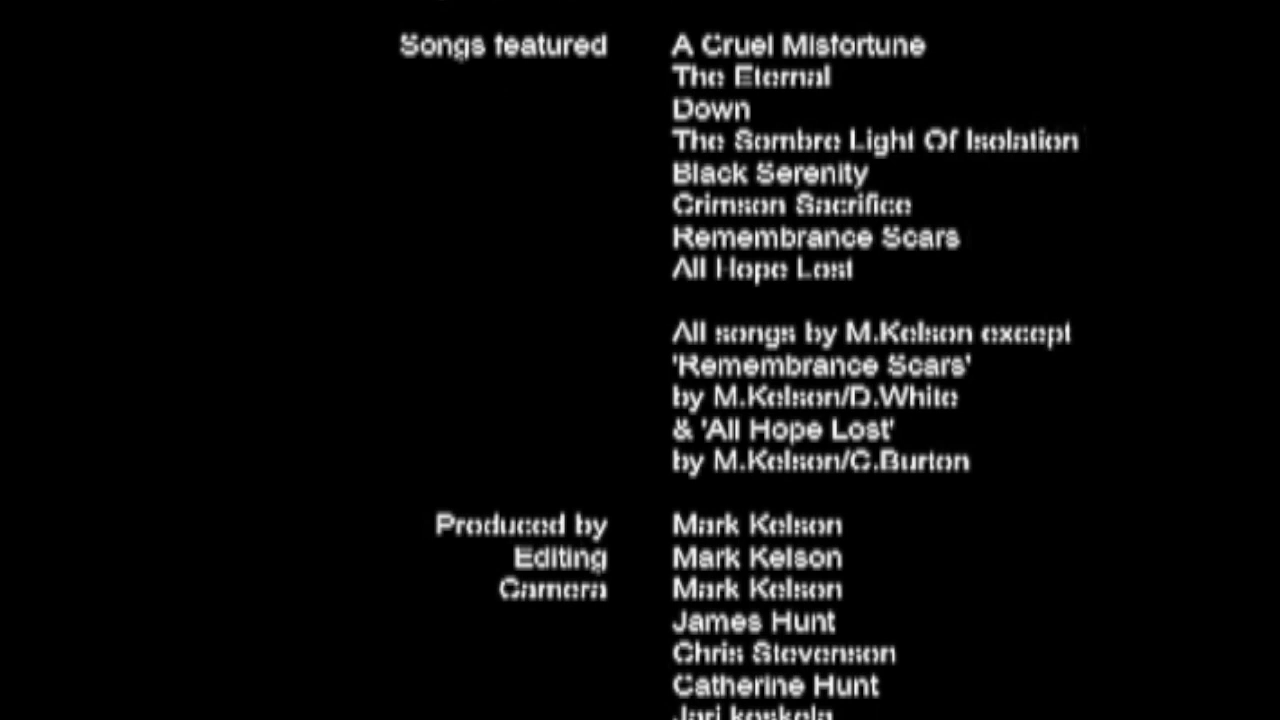 Songs featured A Cruel Misfortune
The Eternal
Down
The Sombre Light Of Isolation
Black Serenity
Crimson Sacrifice
Remembrance Scars
All Hope Lost
All songs by M.Kelson except
'Remembrance Scars'
by M.Kelson/D.White
& 'All Hope Lost'
by M.Kelson/C.Burton
Produced by Mark Kelson
Editing Mark Kelson
Camera Mark Kelson
James Hunt
Chris Stevenson
Catherine Hunt
Jari koskela